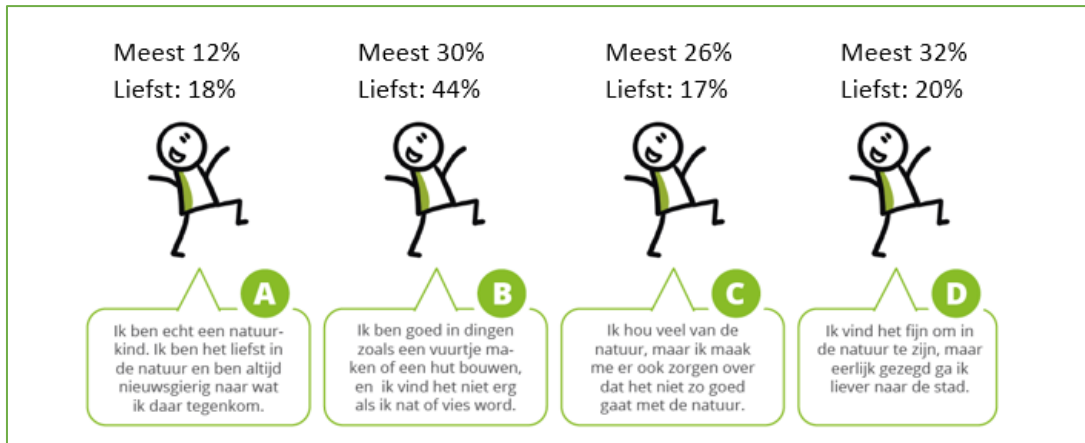 Meest 12%
Liefst: 18%
Meest 30%
Liefst: 44%
Meest 26%
Liefst: 17%
Meest 32%
Liefst: 20%
A
Ik ben echt een natuur-
kind. Ik ben het liefst in
de natuur en ben altijd
nieuwsgierig naar wat
ik daar tegenkom.
B
Ik ben goed in dingen
zoals een vuurtje ma-
ken of een hut bouwen,
en ik vind het niet erg
als ik nat of vies word.
C
Ik hou veel van de
natuur, maar ik maak
me er ook zorgen over
dat het niet zo goed
gaat met de natuur.
D
Ik vind het fijn om in
de natuur te zijn, maar
eerlijk gezegd ga ik
liever naar de stad.